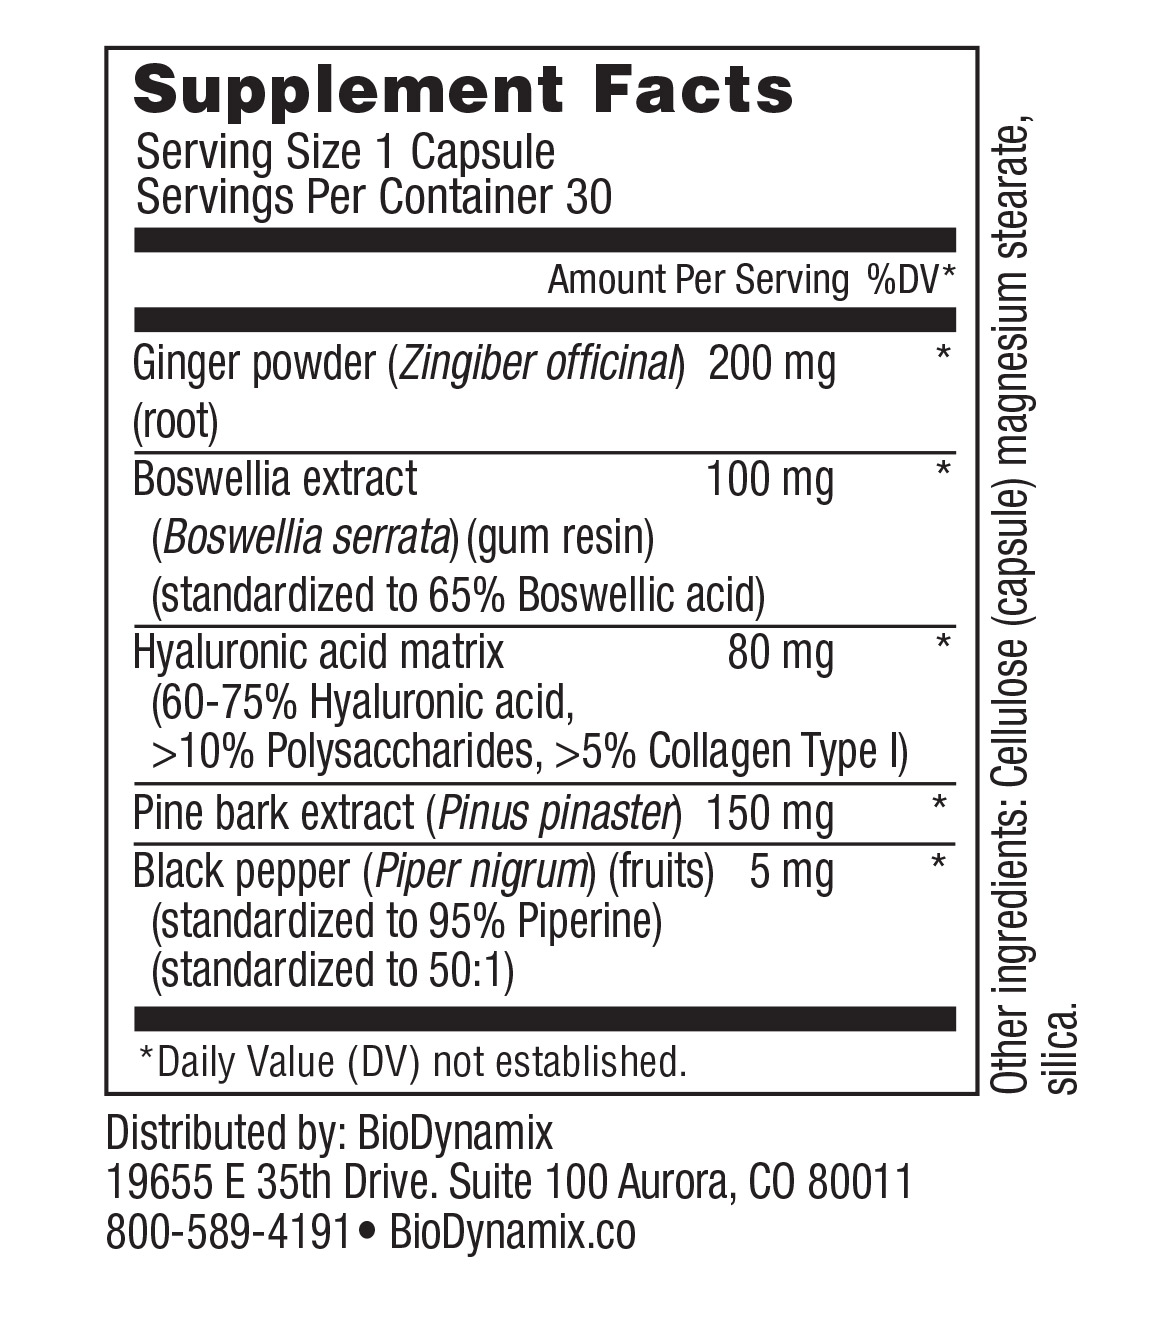 Supplement Facts
Serving Size 1 Capsule
Servings Per Container 30
Amount Per Serving %DV*
Ginger powder (Zingiber officinal) 200 mg *
(root)
Boswellia extract 100 mg *
(Boswellia serrata) (gum resin)
(standardized to 65% Boswellic acid)
Hyaluronic acid matrix 80 mg *
(60-75% Hyaluronic acid,
>10% Polysaccharides, >5% Collagen Type I)
Pine bark extract (Pinus pinaster) 150 mg *
Black pepper (Piper nigrum) (fruits) 5 mg *
(standardized to 95% Piperine)
(standardized to 50:1)
*Daily Value (DV) not established.
Other ingredients: Cellulose (capsule) magnesium stearate,
silica.
Distributed by: BioDynamix
19655 E 35th Drive. Suite 100 Aurora, CO 80011
800-589-4191• BioDynamix.co